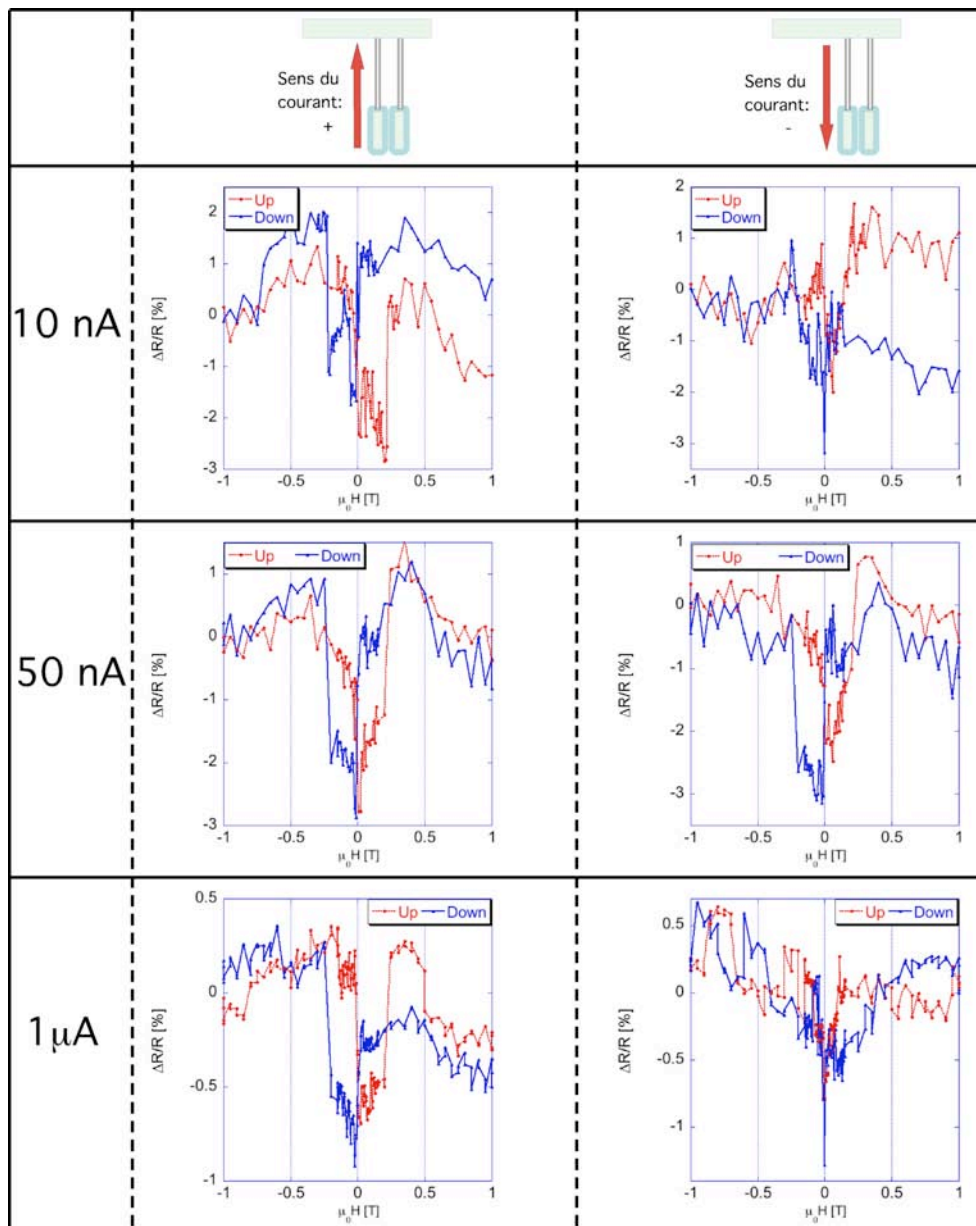 Sens du
courant:
+
Sens du
courant:
-
10 nA
Up
Down
ΔR/R [%]
2
1
0
-1
-2
-3
-1 -0.5 0 0.5 1
μ₀H [T]
Up
Down
ΔR/R [%]
2
1
0
-1
-2
-3
-1 -0.5 0 0.5 1
μ₀H [T]
50 nA
Up Down
ΔR/R [%]
1
0
-1
-2
-3
-1 -0.5 0 0.5 1
μ₀H [T]
Up Down
ΔR/R [%]
1
0
-1
-2
-3
-1 -0.5 0 0.5 1
μ₀H [T]
1μA
Up Down
ΔR/R [%]
0.5
0
-0.5
-1
-1 -0.5 0 0.5 1
μ₀H [T]
Up Down
ΔR/R [%]
0.5
0
-0.5
-1
-1 -0.5 0 0.5 1
μ₀H [T]